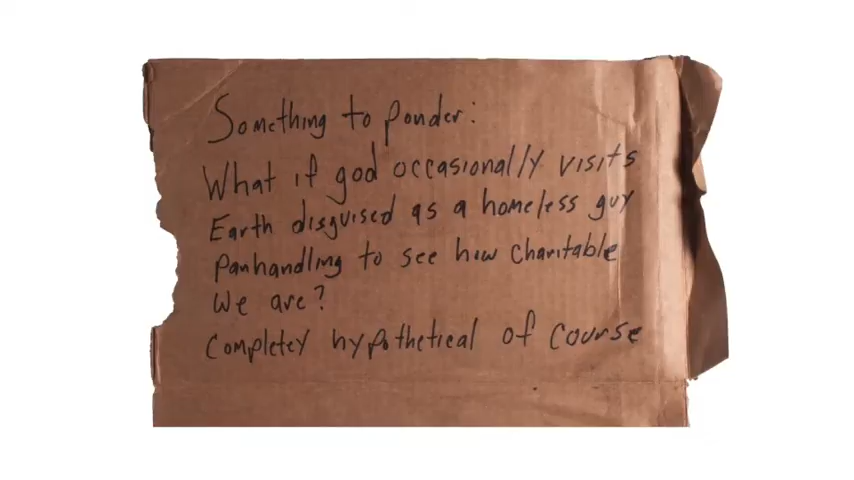 Something to ponder:
What if god occasionally visits
Earth disguised as a homeless guy
panhandling to see how charitable
we are?
Completey hypothetical of course